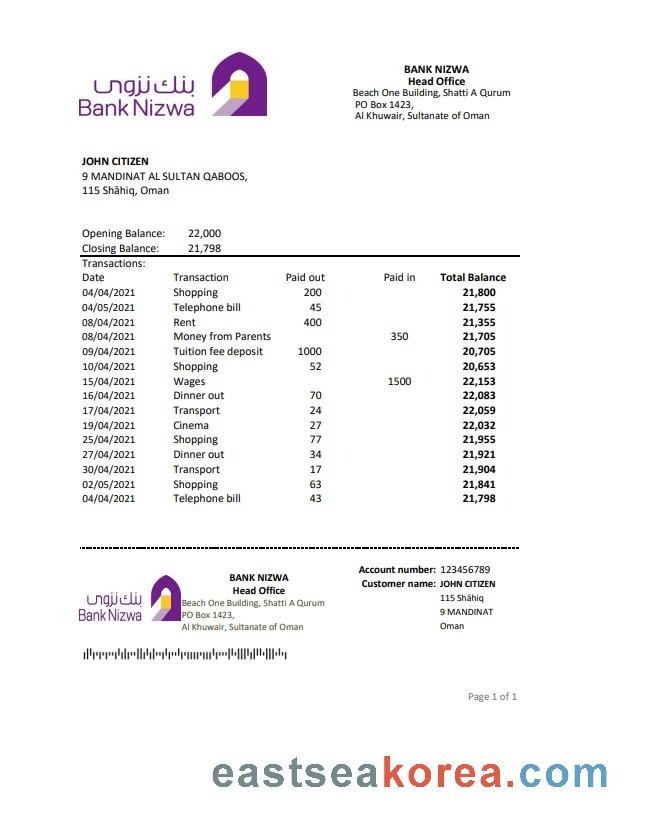 بنك نزوى
Bank Nizwa
BANK NIZWA
Head Office
Beach One Building, Shatti A Qurum
PO Box 1423,
Al Khuwair, Sultanate of Oman
JOHN CITIZEN
9 MANDINAT AL SULTAN QABOOS,
115 Shāhiq, Oman
Opening Balance: 22,000
Closing Balance: 21,798
Transactions:
Date Transaction Paid out Paid in Total Balance
04/04/2021 Shopping 200 21,800
04/05/2021 Telephone bill 45 21,755
08/04/2021 Rent 400 21,355
08/04/2021 Money from Parents 350 21,705
09/04/2021 Tuition fee deposit 1000 20,705
10/04/2021 Shopping 52 20,653
15/04/2021 Wages 1500 22,153
16/04/2021 Dinner out 70 22,083
17/04/2021 Transport 24 22,059
19/04/2021 Cinema 27 22,032
25/04/2021 Shopping 77 21,955
27/04/2021 Dinner out 34 21,921
30/04/2021 Transport 17 21,904
02/05/2021 Shopping 63 21,841
04/04/2021 Telephone bill 43 21,798
بنك نزوى
Bank Nizwa
BANK NIZWA
Head Office
Beach One Building, Shatti A Qurum
PO Box 1423,
Al Khuwair, Sultanate of Oman
Account number: 123456789
Customer name: JOHN CITIZEN
115 Shāhiq
9 MANDINAT
Oman
Page 1 of 1
eastseakorea.com